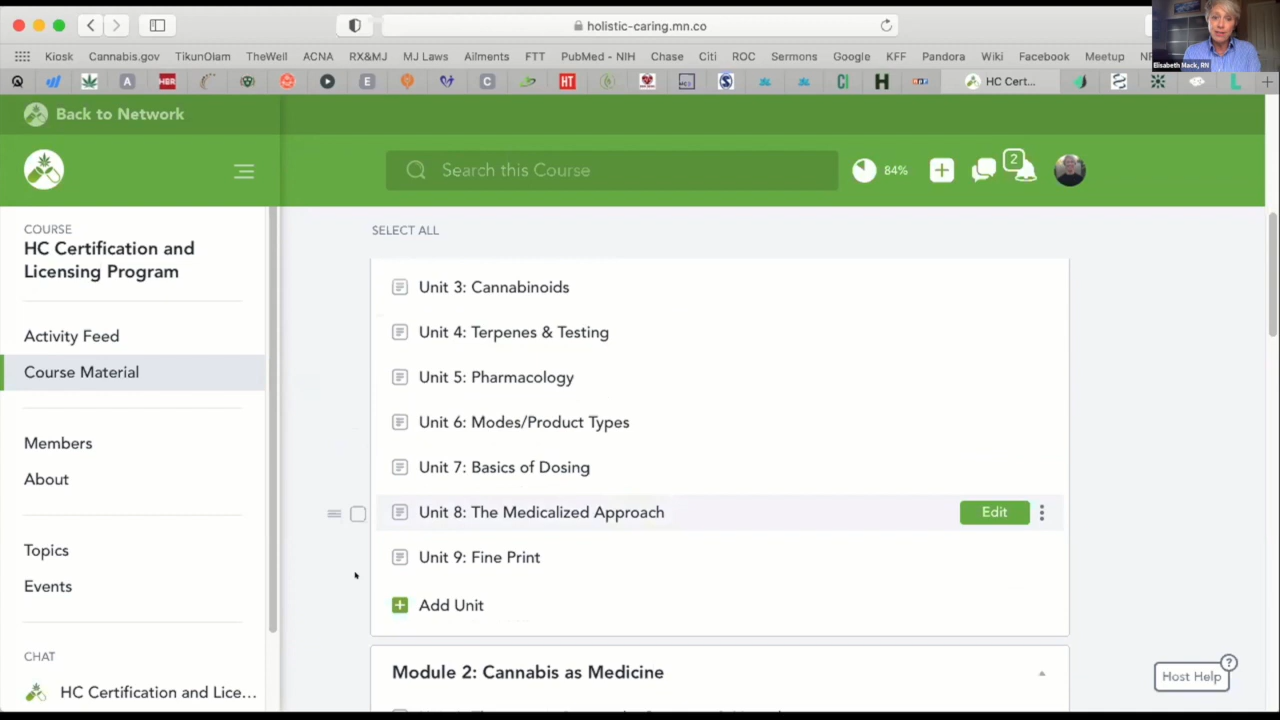 holistic-caring.mn.co
Kiosk Cannabis.gov TikunOlam TheWell ACNA RX&MJ MJ Laws Adments FTT PubMed - NIH Chase Citi ROC Sermons Google KFF Pandora Wiki Facebook Meetup
Elisabeth Mack, RN
HC Cert...
Back to Network
Search this Course
84%
2
COURSE
HC Certification and
Licensing Program
Activity Feed
Course Material
Members
About
Topics
Events
CHAT
HC Certification and Lice...
SELECT ALL
Unit 3: Cannabinoids
Unit 4: Terpenes & Testing
Unit 5: Pharmacology
Unit 6: Modes/Product Types
Unit 7: Basics of Dosing
Unit 8: The Medicalized Approach
Edit
Unit 9: Fine Print
Add Unit
Module 2: Cannabis as Medicine
Host Help
?